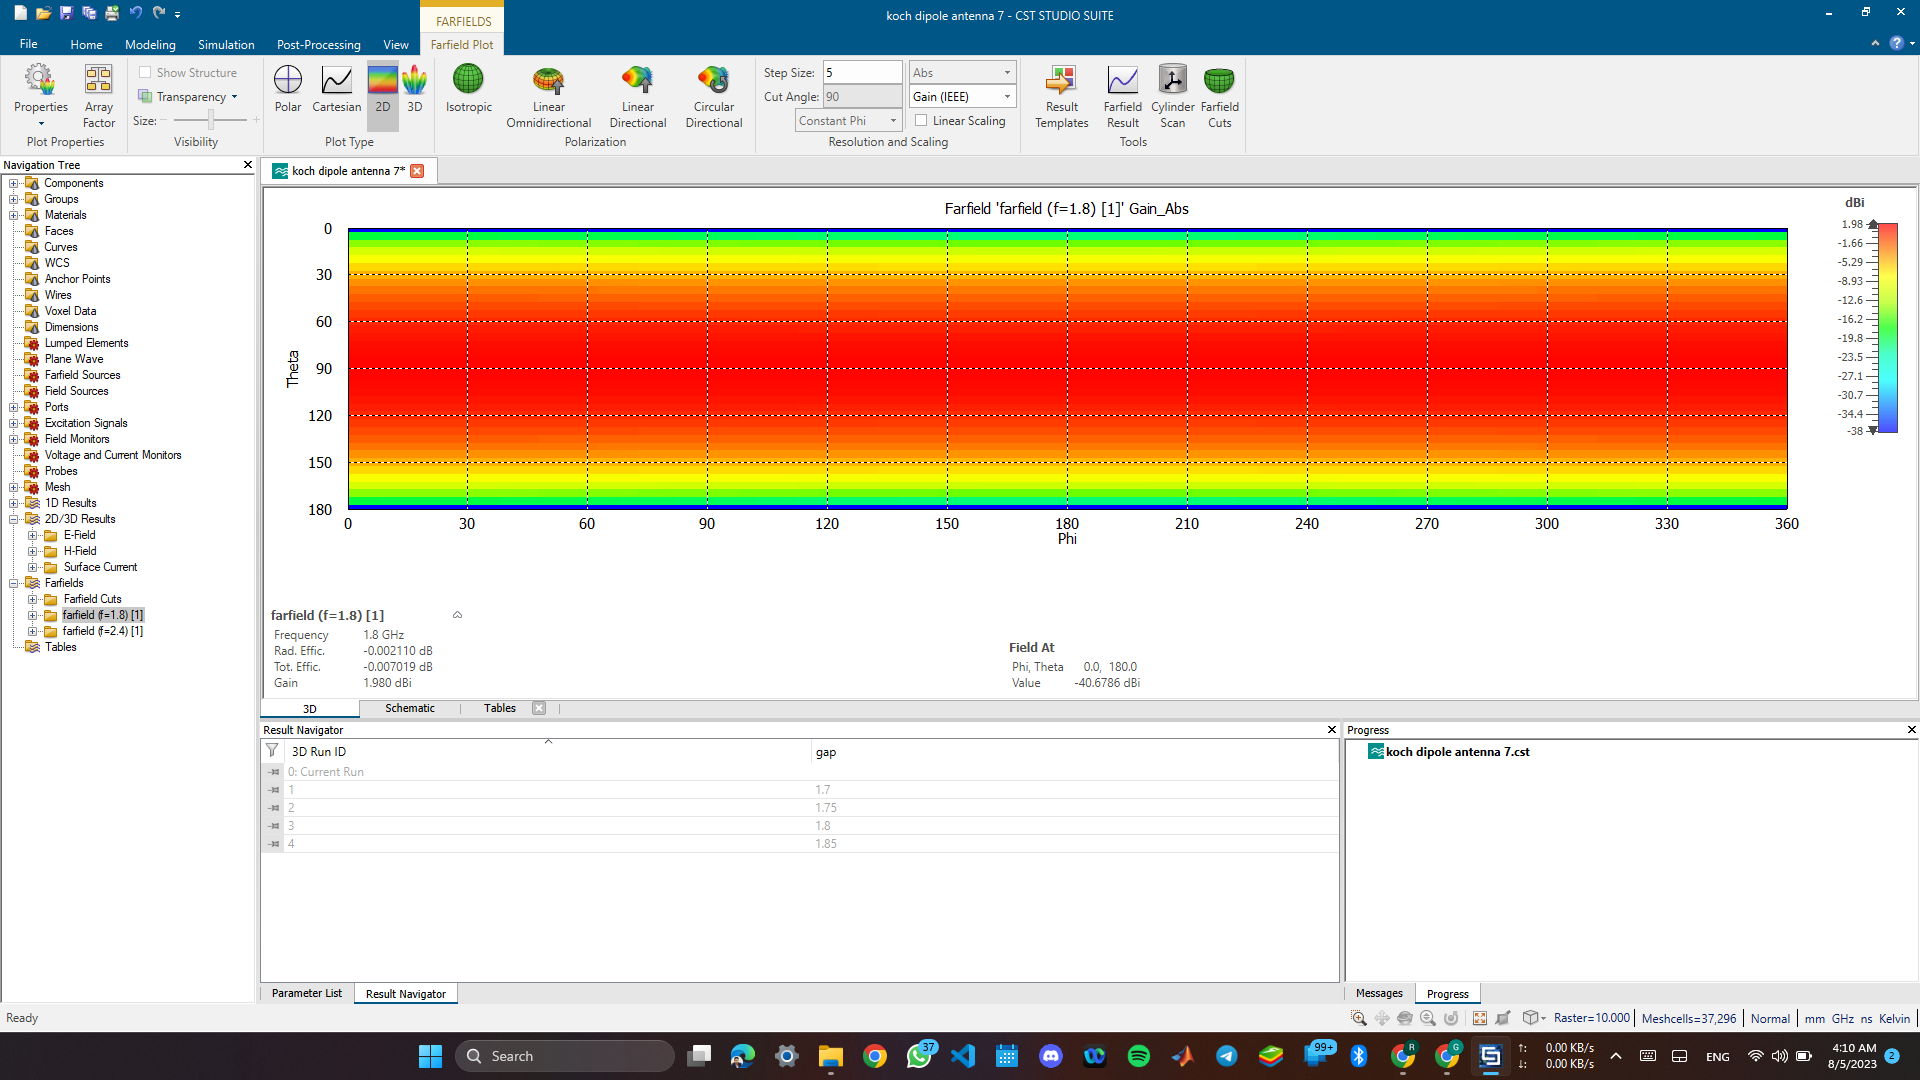 koch dipole antenna 7 - CST STUDIO SUITE
FARFIELDS
File Home Modeling Simulation Post-Processing View Farfield Plot
Properties
Array Factor
Plot Properties
Show Structure
Transparency
Size:
Visibility
Polar
Cartesian
2D
3D
Plot Type
Isotropic
Linear Omnidirectional
Linear Directional
Circular Directional
Polarization
Step Size: 5
Cut Angle: 90
Constant Phi
Abs
Gain (IEEE)
Linear Scaling
Resolution and Scaling
Result Templates
Farfield Result
Cylinder Scan
Farfield Cuts
Tools
Navigation Tree
Components
Groups
Materials
Faces
Curves
WCS
Anchor Points
Wires
Voxel Data
Dimensions
Lumped Elements
Plane Wave
Farfield Sources
Field Sources
Ports
Excitation Signals
Field Monitors
Voltage and Current Monitors
Probes
Mesh
1D Results
2D/3D Results
E-Field
H-Field
Surface Current
Farfields
Farfield Cuts
farfield (f=1.8) [1]
farfield (f=2.4) [1]
Tables
koch dipole antenna 7*
Farfield 'farfield (f=1.8) [1]' Gain_Abs
Theta
0
30
60
90
120
150
180
0 30 60 90 120 150 180 210 240 270 300 330 360
Phi
dBi
1.98
-1.66
-5.29
-8.93
-12.6
-16.2
-19.8
-23.5
-27.1
-30.7
-34.4
-38
farfield (f=1.8) [1]
Frequency 1.8 GHz
Rad. Effic. -0.002110 dB
Tot. Effic. -0.007019 dB
Gain 1.980 dBi
Field At
Phi, Theta 0.0, 180.0
Value -40.6786 dBi
3D Schematic Tables
Result Navigator
3D Run ID gap
0: Current Run
1 1.7
2 1.75
3 1.8
4 1.85
Parameter List Result Navigator
Progress
koch dipole antenna 7.cst
Messages Progress
Ready
Raster=10.000 Meshcells=37,296 Normal mm GHz ns Kelvin
Search
37
99+
R
G
0.00 KB/s
0.00 KB/s
ENG
4:10 AM
8/5/2023
2